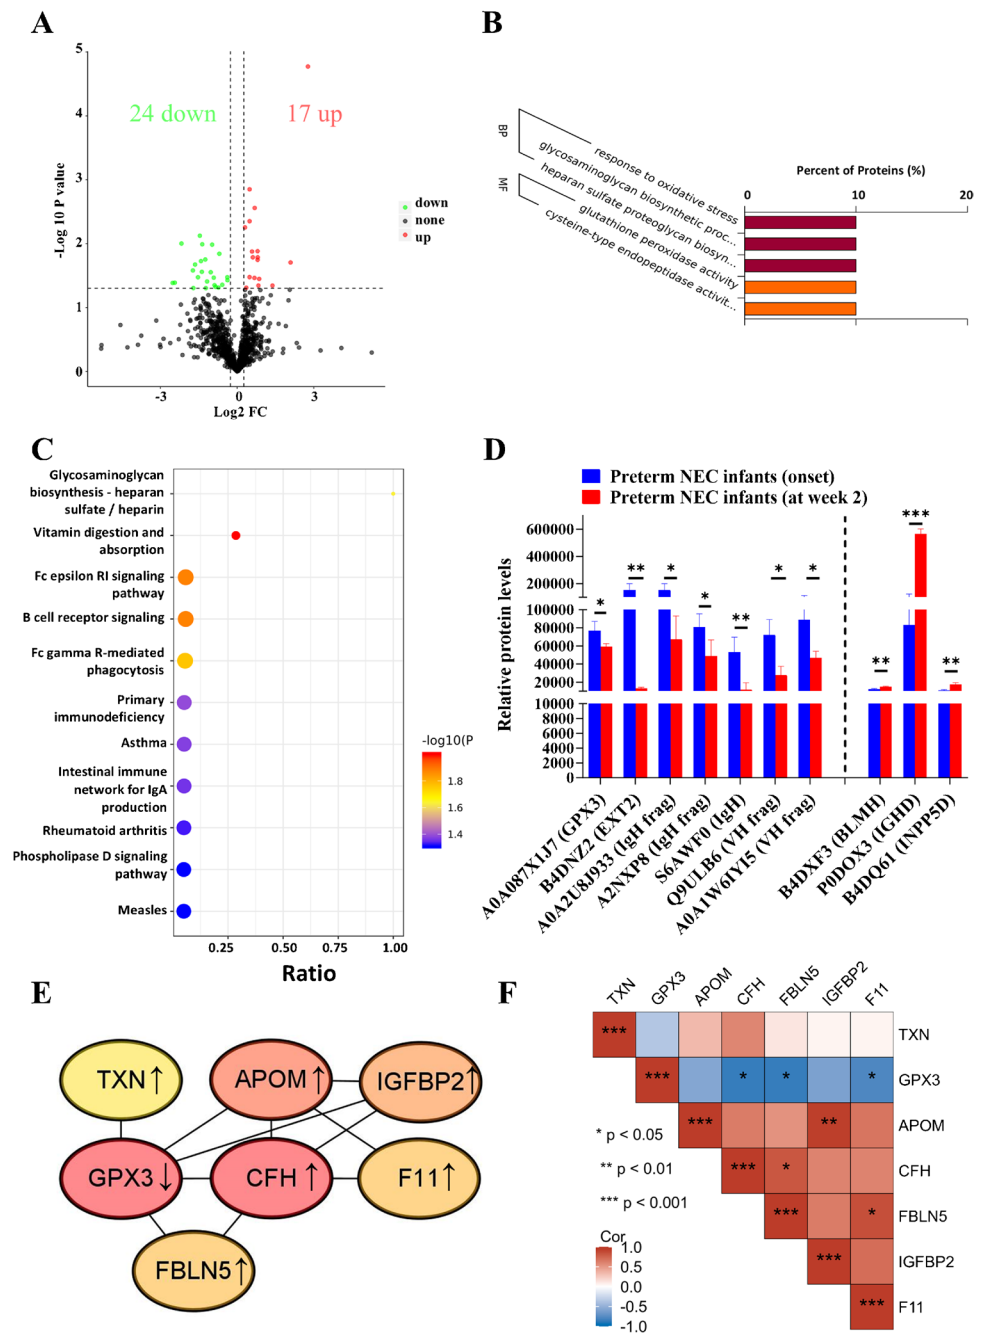 A
5
4
3
2
1
0
-Log 10 P value
24 down
17 up
down
none
up
-3
0
3
Log2 FC
B
BP
MF
response to oxidative stress
glycosaminoglycan biosynthetic proc...
heparan sulfate proteoglycan biosyn...
glutathione peroxidase activity
cysteine-type endopeptidase activit...
Percent of Proteins (%)
0
10
20
C
Glycosaminoglycan
biosynthesis - heparan
sulfate / heparin
Vitamin digestion and
absorption
Fc epsilon RI signaling
pathway
B cell receptor signaling
Fc gamma R-mediated
phagocytosis
Primary
immunodeficiency
Asthma
Intestinal immune
network for IgA
production
Rheumatoid arthritis
Phospholipase D signaling
pathway
Measles
0.25
0.50
0.75
1.00
Ratio
-log10(P
1.8
1.6
1.4
D
Preterm NEC infants (onset)
Preterm NEC infants (at week 2)
Relative protein levels
600000
400000
200000
100000
80000
60000
40000
20000
10000
8000
6000
4000
2000
0
*
**
*
*
**
*
*
**
***
**
A0A087X1J7 (GPX3)
B4DNZ2 (EXT2)
A0A2U8J933 (IgH frag)
A2NXP8 (IgH frag)
S6AWF0 (IgH)
Q9ULB6 (VH frag)
A0A1W6IYI5 (VH frag)
B4DXF3 (BLMH)
P0DOX3 (IGHD)
B4DQ61 (INPP5D)
E
TXN↑
APOM↑
IGFBP2↑
GPX3↓
CFH ↑
F11↑
FBLN5↑
F
TXN
GPX3
APOM
CFH
FBLN5
IGFBP2
F11
*** TXN
*** * * * GPX3
*** ** APOM
*** * CFH
*** * FBLN5
*** IGFBP2
*** F11
* p < 0.05
** p < 0.01
*** p < 0.001
Cor
1.0
0.5
0.0
-0.5
-1.0